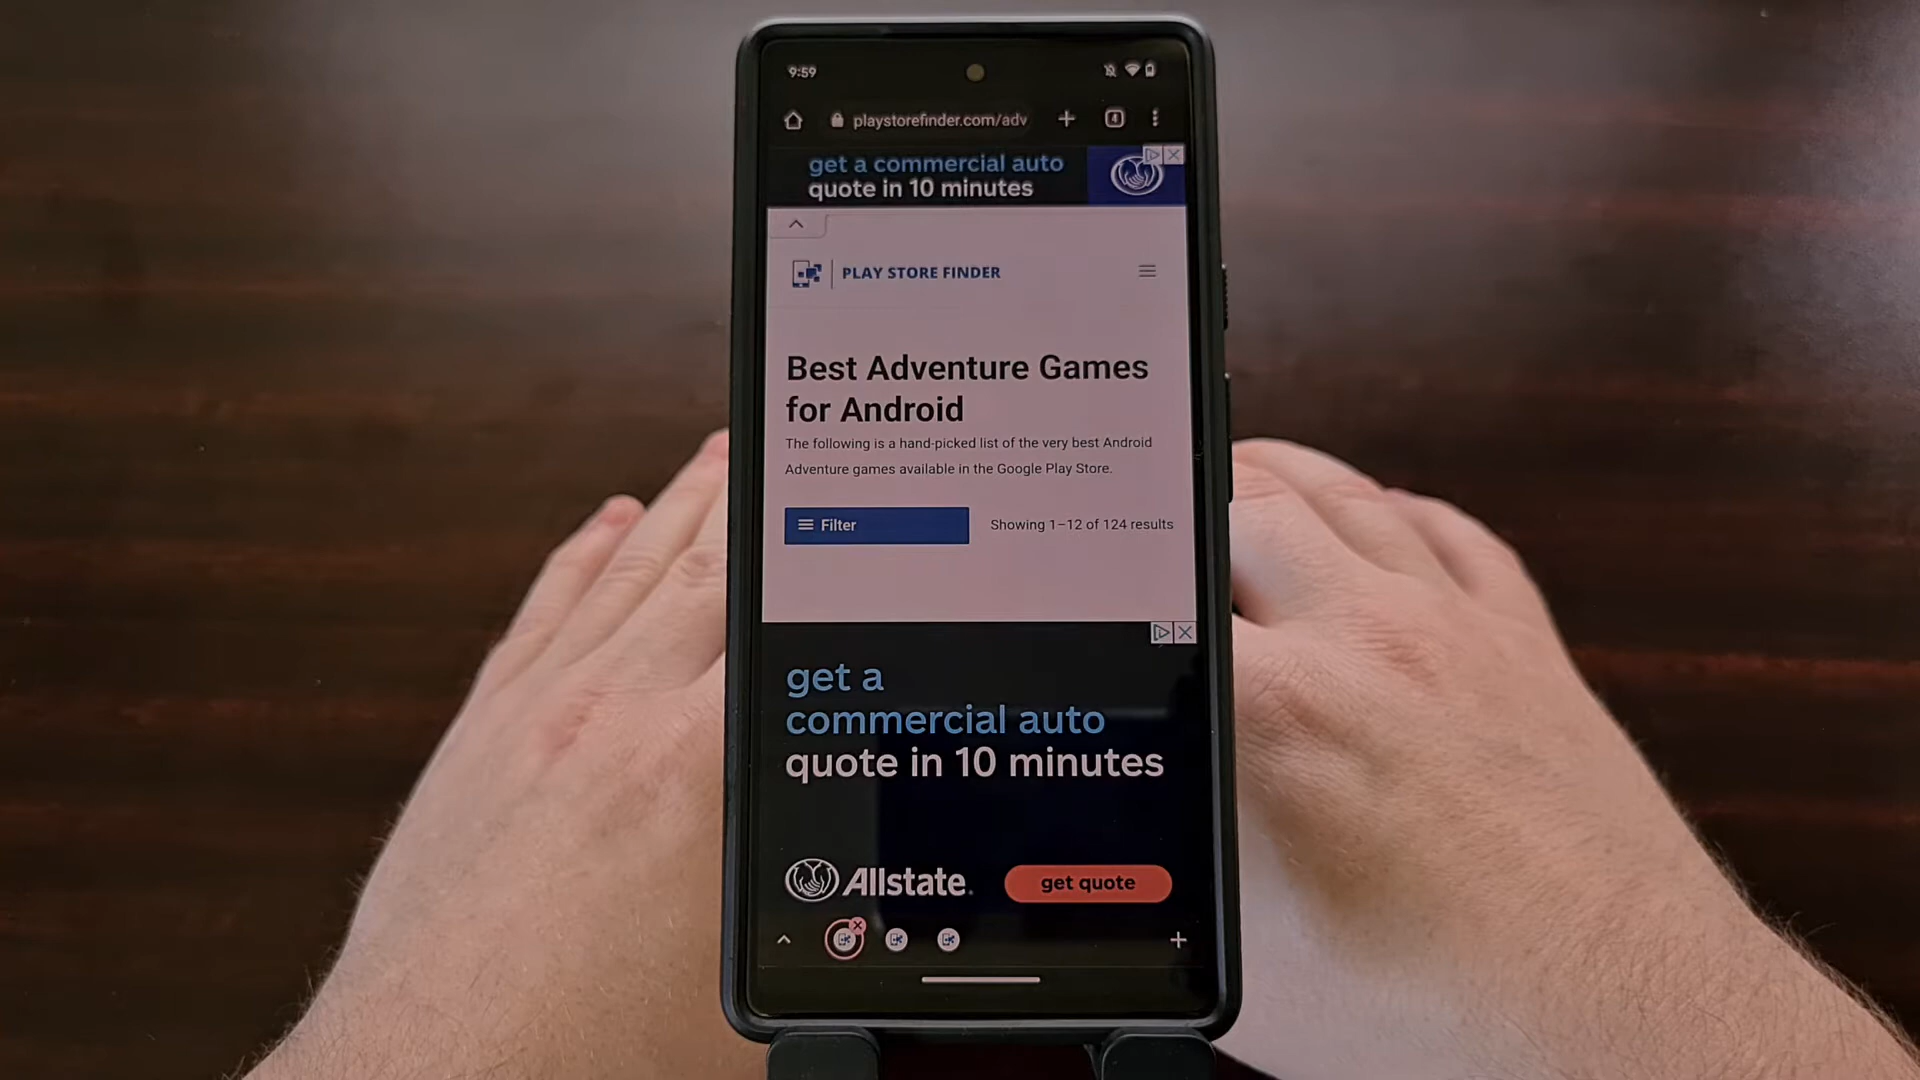 9:59
playstorefinder.com/adv
4
get a commercial auto
quote in 10 minutes
PLAY STORE FINDER
Best Adventure Games
for Android
The following is a hand-picked list of the very best Android
Adventure games available in the Google Play Store.
Filter
Showing 1–12 of 124 results
get a
commercial auto
quote in 10 minutes
Allstate.
get quote